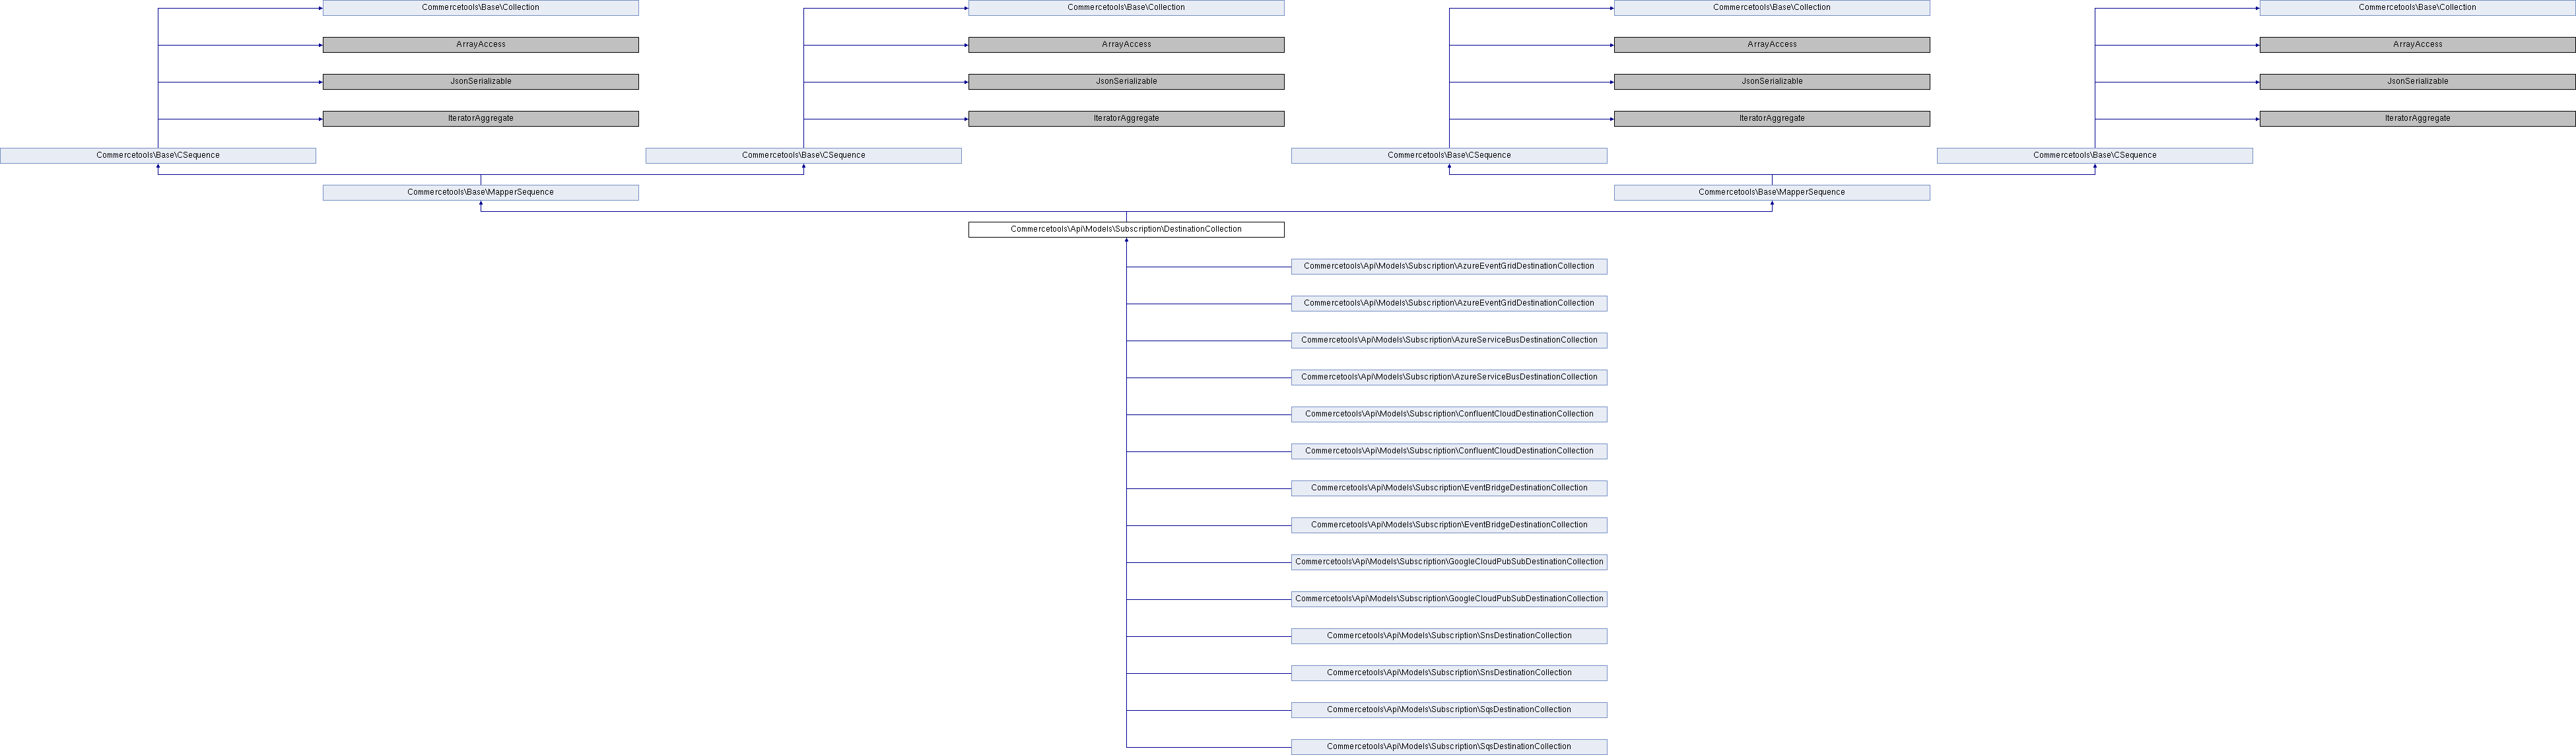 Commercetools\Base\Collection
Commercetools\Base\Collection
Commercetools\Base\Collection
Commercetools\Base\Collection
ArrayAccess
ArrayAccess
ArrayAccess
ArrayAccess
JsonSerializable
JsonSerializable
JsonSerializable
JsonSerializable
IteratorAggregate
IteratorAggregate
IteratorAggregate
IteratorAggregate
Commercetools\Base\CSequence
Commercetools\Base\CSequence
Commercetools\Base\CSequence
Commercetools\Base\CSequence
Commercetools\Base\MapperSequence
Commercetools\Base\MapperSequence
Commercetools\Api\Models\Subscription\DestinationCollection
Commercetools\Api\Models\Subscription\AzureEventGridDestinationCollection
Commercetools\Api\Models\Subscription\AzureEventGridDestinationCollection
Commercetools\Api\Models\Subscription\AzureServiceBusDestinationCollection
Commercetools\Api\Models\Subscription\AzureServiceBusDestinationCollection
Commercetools\Api\Models\Subscription\ConfluentCloudDestinationCollection
Commercetools\Api\Models\Subscription\ConfluentCloudDestinationCollection
Commercetools\Api\Models\Subscription\EventBridgeDestinationCollection
Commercetools\Api\Models\Subscription\EventBridgeDestinationCollection
Commercetools\Api\Models\Subscription\GoogleCloudPubSubDestinationCollection
Commercetools\Api\Models\Subscription\GoogleCloudPubSubDestinationCollection
Commercetools\Api\Models\Subscription\SnsDestinationCollection
Commercetools\Api\Models\Subscription\SnsDestinationCollection
Commercetools\Api\Models\Subscription\SqsDestinationCollection
Commercetools\Api\Models\Subscription\SqsDestinationCollection